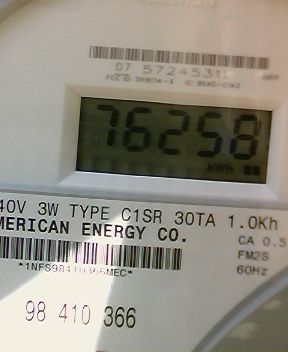 07 57245311
76258
kWh
40V 3W TYPE C1SR 30TA 1.0Kh
MERICAN ENERGY CO.
CA 0.5
FM2S
60Hz
*1NFS98410366MEC*
98 410 366